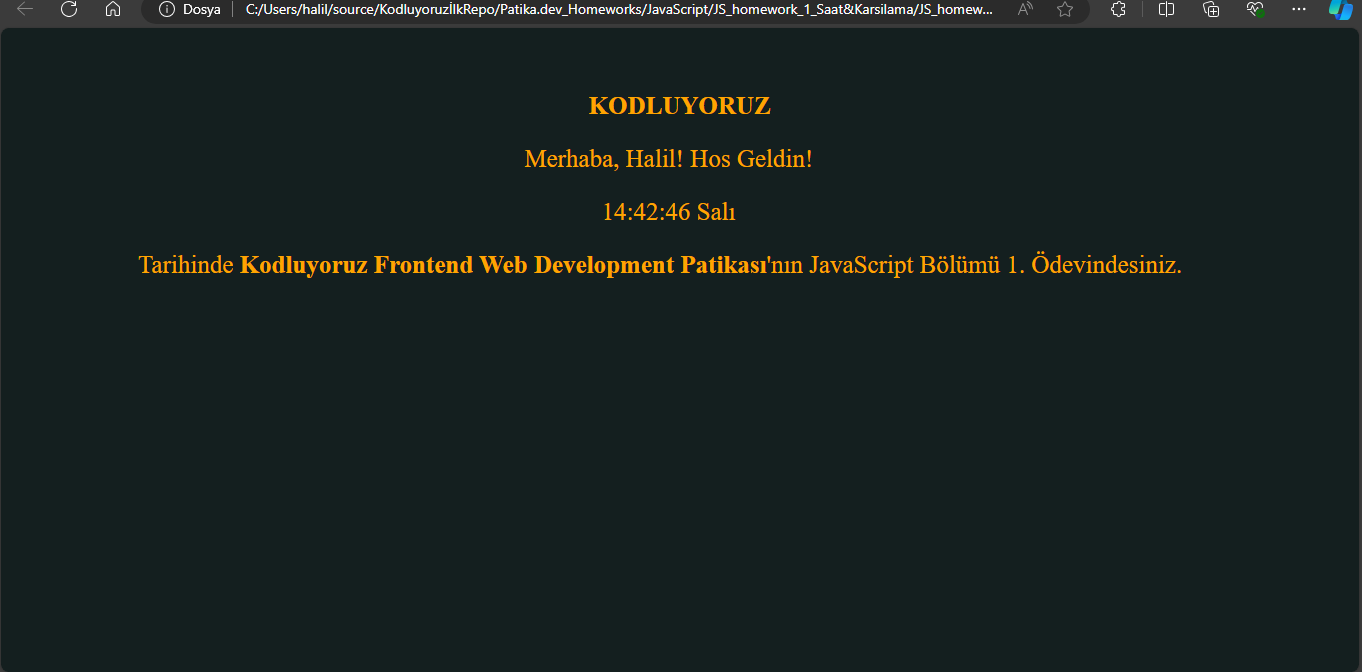 Dosya C:/Users/halil/source/KodluyoruzİlkRepo/Patika.dev_Homeworks/JavaScript/JS_homework_1_Saat&Karsilama/JS_homew...
KODLUYORUZ
Merhaba, Halil! Hos Geldin!
14:42:46 Salı
Tarihinde Kodluyoruz Frontend Web Development Patikası'nın JavaScript Bölümü 1. Ödevindesiniz.